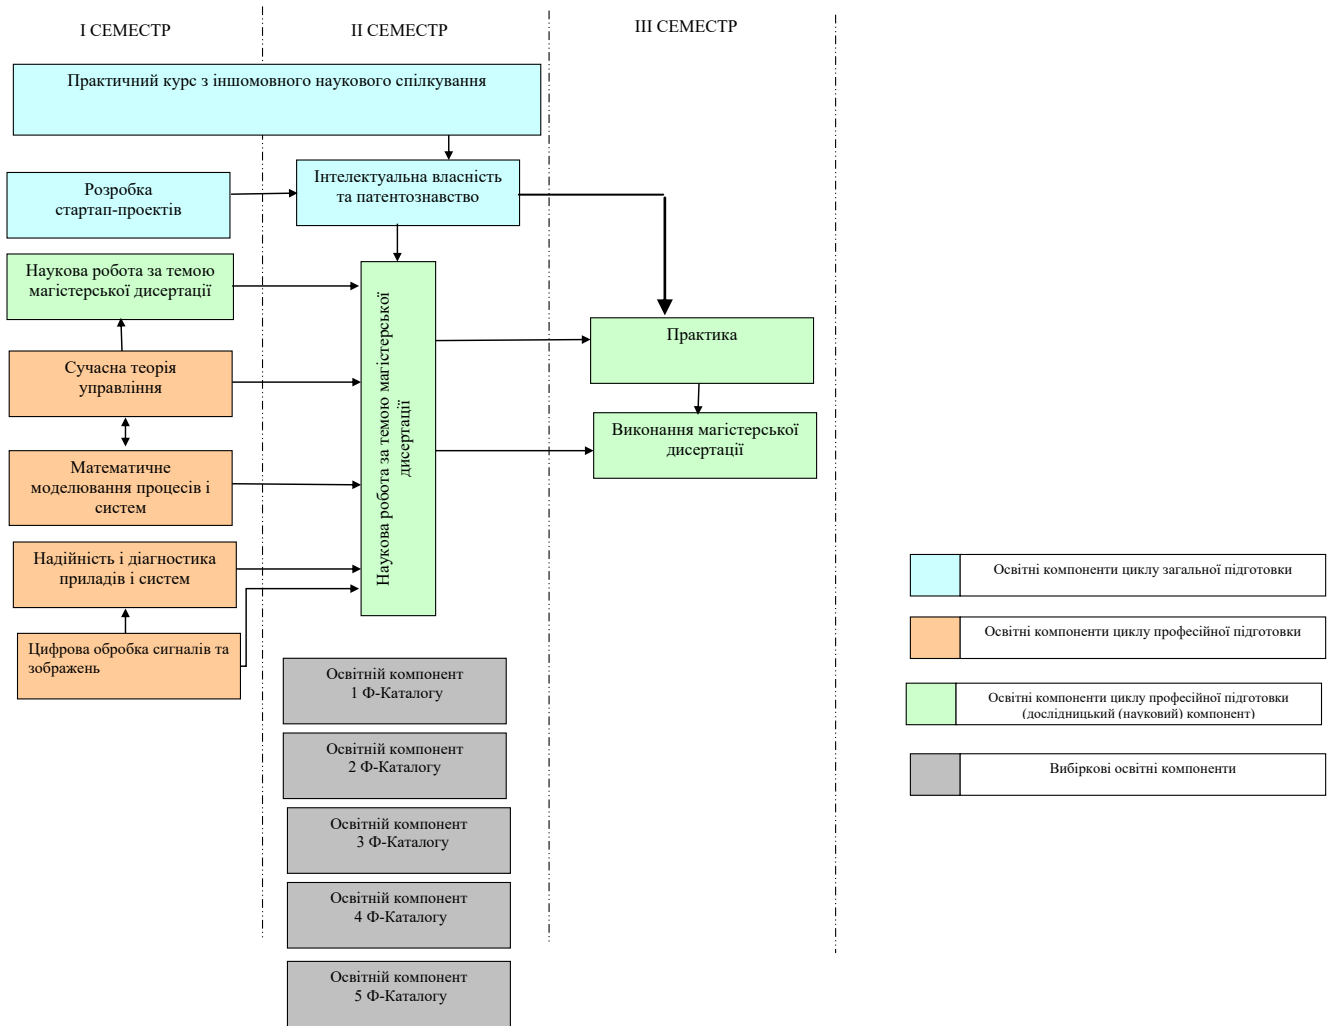 І СЕМЕСТР
ІІ СЕМЕСТР
ІІІ СЕМЕСТР
Практичний курс з іншомовного наукового спілкування
Розробка
стартап-проектів
Інтелектуальна власність
та патентознавство
Наукова робота за темою
магістерської дисертації
Наукова робота за темою магістерської
дисертації
Сучасна теорія
управління
Практика
Виконання магістерської
дисертації
Математичне
моделювання процесів і
систем
Надійність і діагностика
приладів і систем
Цифрова обробка сигналів та
зображень
Освітній компонент
1 Ф-Каталогу
Освітній компонент
2 Ф-Каталогу
Освітній компонент
3 Ф-Каталогу
Освітній компонент
4 Ф-Каталогу
Освітній компонент
5 Ф-Каталогу
Освітні компоненти циклу загальної підготовки
Освітні компоненти циклу професійної підготовки
Освітні компоненти циклу професійної підготовки
(дослідницький (науковий) компонент)
Вибіркові освітні компоненти